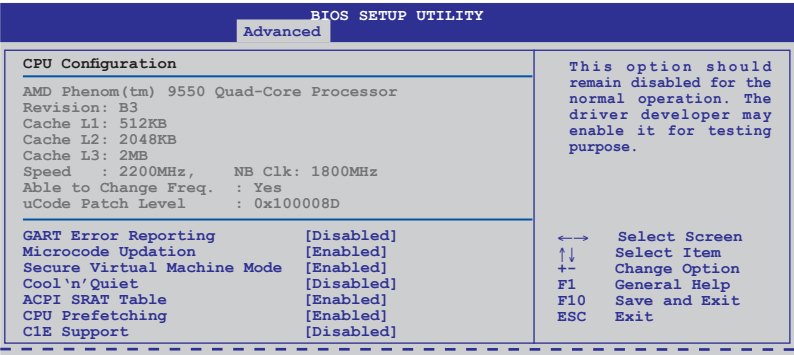 BIOS SETUP UTILITY
Advanced
CPU Configuration
AMD Phenom(tm) 9550 Quad-Core Processor
Revision: B3
Cache L1: 512KB
Cache L2: 2048KB
Cache L3: 2MB
Speed : 2200MHz, NB Clk: 1800MHz
Able to Change Freq. : Yes
uCode Patch Level : 0x100008D
GART Error Reporting [Disabled]
Microcode Updation [Enabled]
Secure Virtual Machine Mode [Enabled]
Cool‘n’Quiet [Disabled]
ACPI SRAT Table [Enabled]
CPU Prefetching [Enabled]
C1E Support [Disabled]
This option should
remain disabled for the
normal operation. The
driver developer may
enable it for testing
purpose.
←→ Select Screen
↑↓ Select Item
+- Change Option
F1 General Help
F10 Save and Exit
ESC Exit